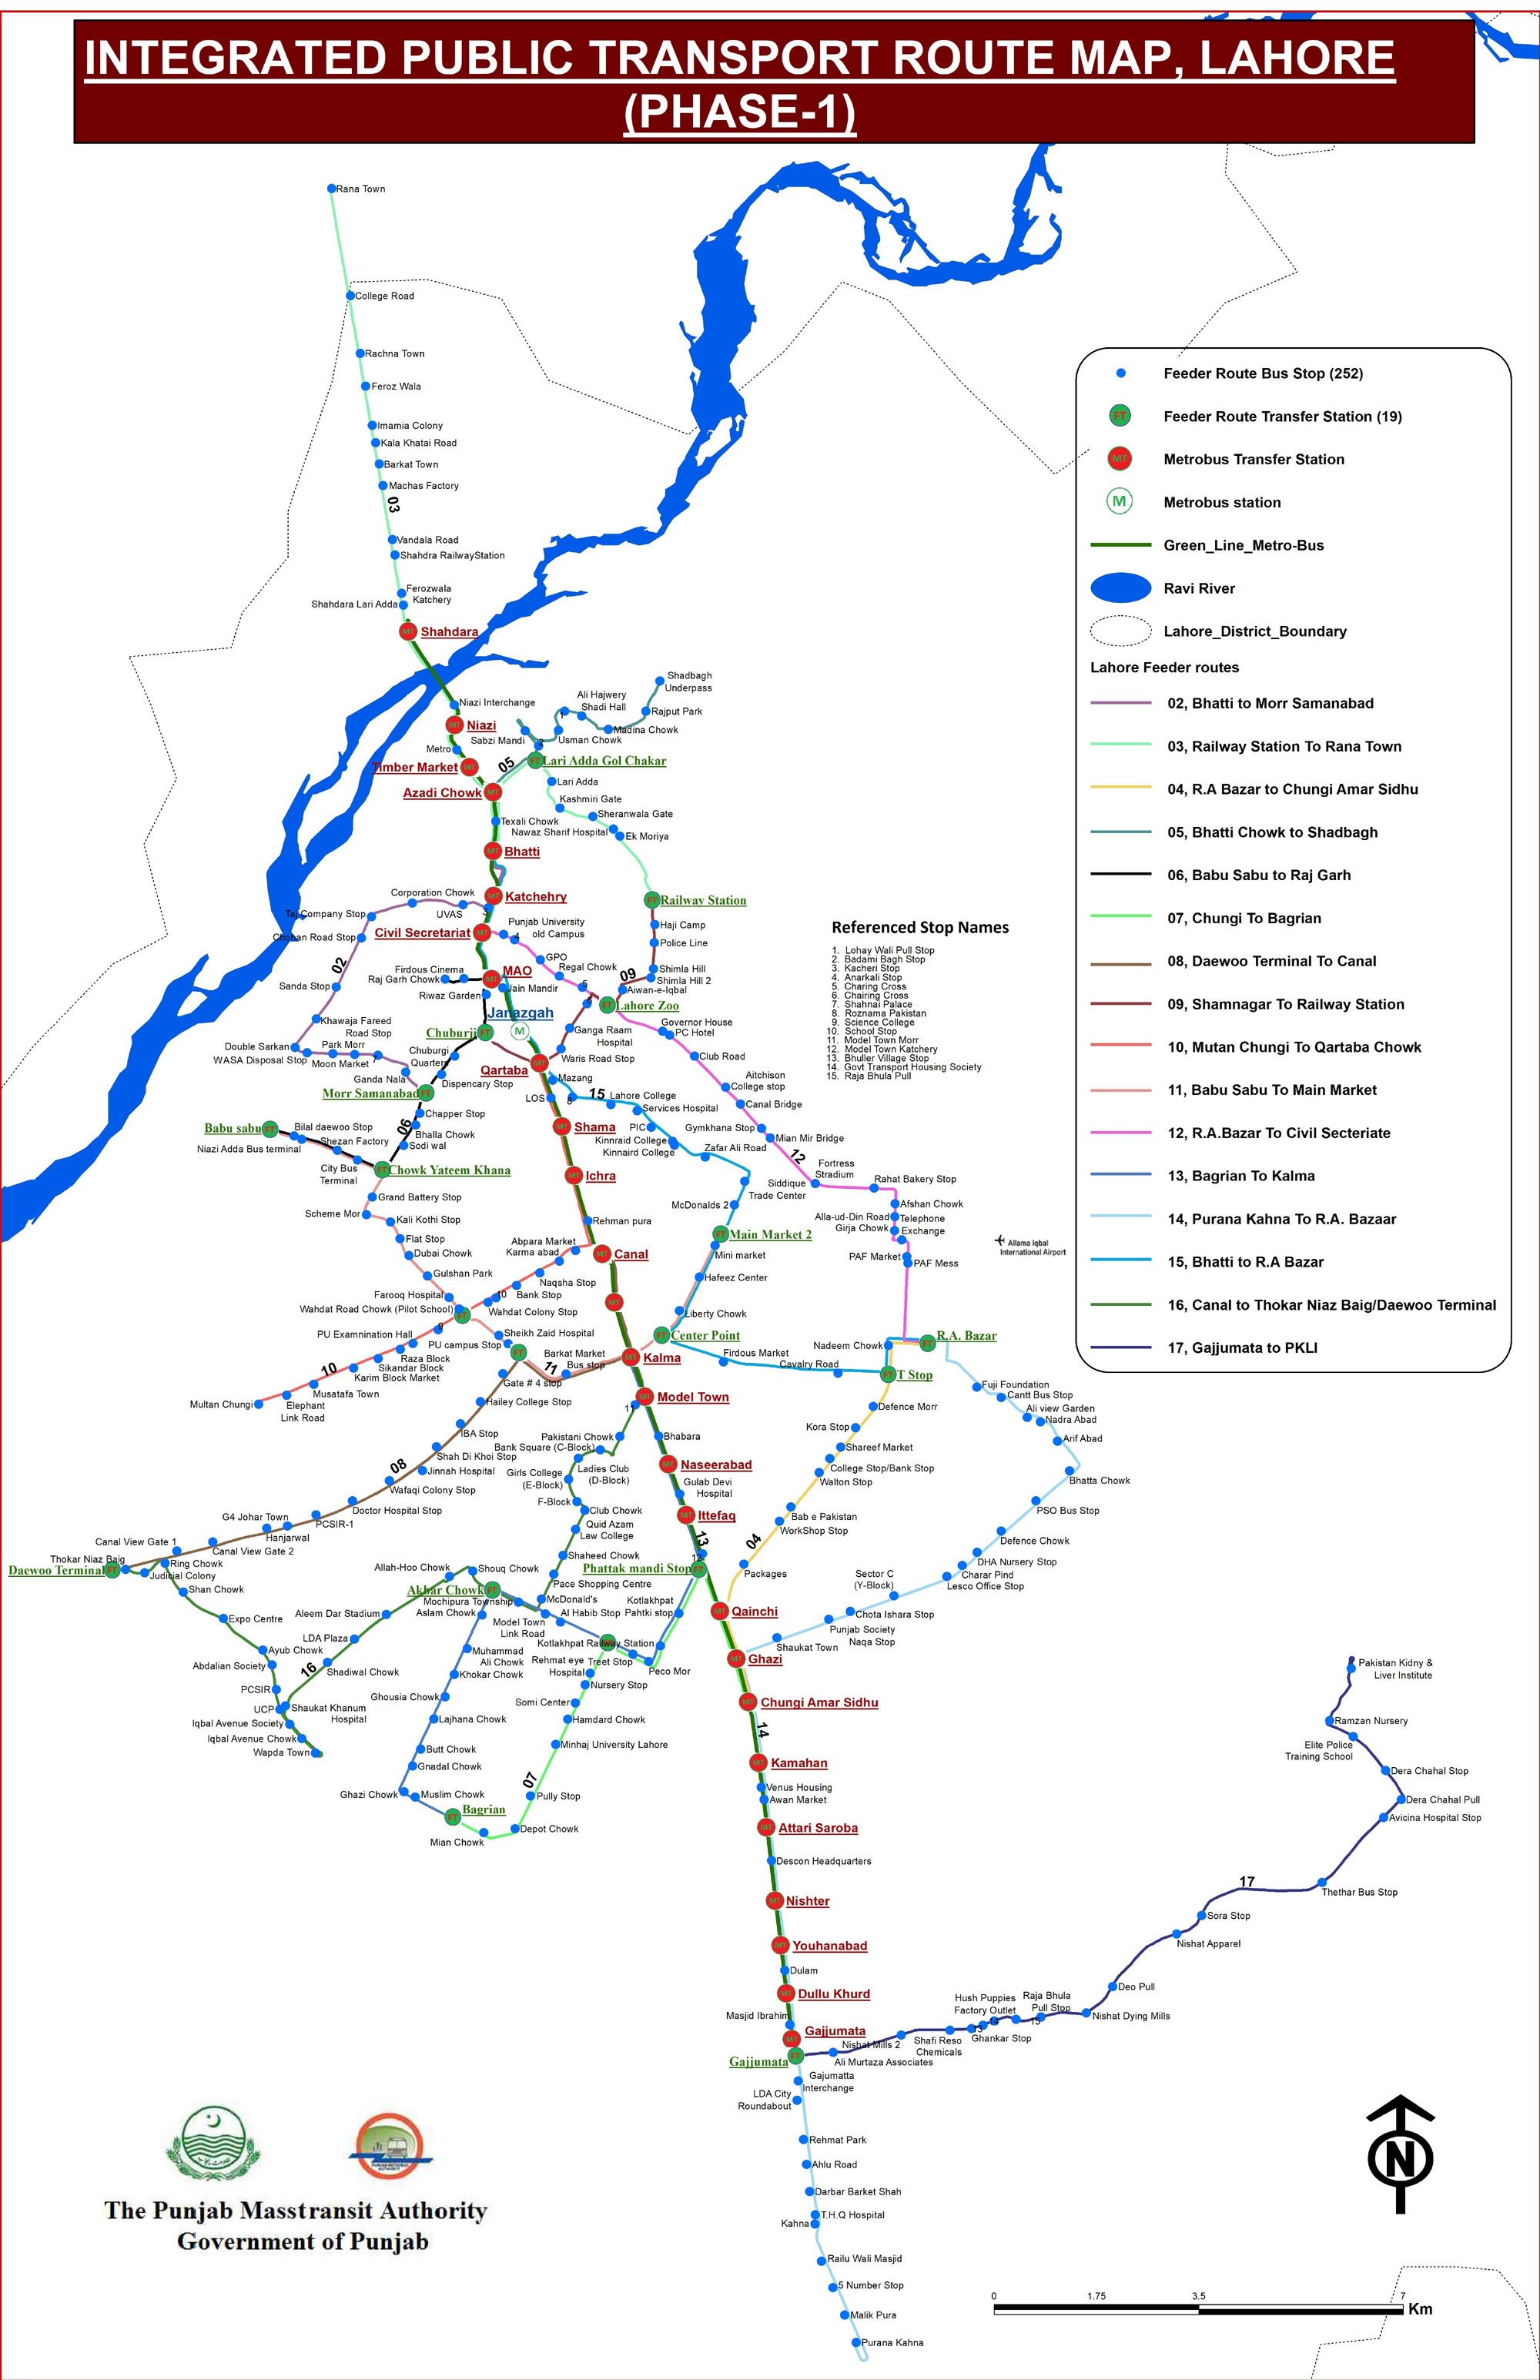 INTEGRATED PUBLIC TRANSPORT ROUTE MAP, LAHORE
(PHASE-1)
Rana Town
College Road
Rachna Town
Feroz Wala
Imamia Colony
Kala Khatai Road
Barkat Town
Machas Factory
03
Vandala Road
Shahdra RailwayStation
Ferozwala
Katchery
Shahdara Lari Adda
Shahdara
Niazi Interchange
Niazi
Metro
Timber Market
Azadi Chowk
05
Shadbagh
Underpass
Ali Hajwery
Shadi Hall
Rajput Park
Madina Chowk
1
Usman Chowk
Sabzi Mandi
2
Lari Adda Gol Chakar
Lari Adda
Kashmiri Gate
Sheranwala Gate
Texali Chowk
Nawaz Sharif Hospital
Ek Moriya
Bhatti
Katchehry
Railway Station
Corporation Chowk
UVAS
3
Taj Company Stop
Chohan Road Stop
02
Civil Secretariat
Punjab University
old Campus
4
Haji Camp
Police Line
GPO
Regal Chowk
Shimla Hill
Shimla Hill 2
09
Aiwan-e-Iqbal
5
Firdous Cinema
Raj Garh Chowk
MAO
Jain Mandir
Riwaz Garden
Sanda Stop
Lahore Zoo
6
Janazgah
M
Chuburji
Khawaja Fareed
Road Stop
Governor House
PC Hotel
Ganga Raam
Hospital
Waris Road Stop
Double Sarkan
Park Morr
WASA Disposal Stop
Moon Market
7
Chuburgi
Quarters
Club Road
Ganda Nala
Dispencary Stop
Qartaba
Mazang
Aitchison
College stop
Morr Samanabad
LOS
8
15
Lahore College
Services Hospital
Canal Bridge
Chapper Stop
Babu sabu
Bilal daewoo Stop
06
Bhalla Chowk
Shama
PIC
Gymkhana Stop
Niazi Adda Bus terminal
Shezan Factory
Sodi wal
Kinnraid College
Kinnaird College
Mian Mir Bridge
Zafar Ali Road
City Bus
Terminal
Chowk Yateem Khana
Ichra
12
Fortress
Stradium
Siddique
Trade Center
Rahat Bakery Stop
Grand Battery Stop
McDonalds 2
Afshan Chowk
Scheme Mor
Kali Kothi Stop
Rehman pura
Alla-ud-Din Road
Telephone
Exchange
Girja Chowk
Flat Stop
Main Market 2
Dubai Chowk
Abpara Market
Karma abad
Canal
Mini market
PAF Market
PAF Mess
Allama Iqbal
International Airport
Gulshan Park
Naqsha Stop
Hafeez Center
Farooq Hospital
10
Bank Stop
Wahdat Road Chowk (Pilot School)
Wahdat Colony Stop
Liberty Chowk
PU Examnination Hall
9
Sheikh Zaid Hospital
Center Point
R.A. Bazar
PU campus Stop
Nadeem Chowk
Raza Block
Sikandar Block
Karim Block Market
10
Barkat Market
Bus stop
11
Kalma
Firdous Market
Cavalry Road
T Stop
Gate # 4 stop
Musatafa Town
Fuji Foundation
Cantt Bus Stop
Multan Chungi
Elephant
Link Road
Hailey College Stop
Model Town
11
Defence Morr
Ali view Garden
Nadra Abad
IBA Stop
Pakistani Chowk
Bhabara
Kora Stop
Arif Abad
Shah Di Khoi Stop
Bank Square (C-Block)
Shareef Market
Jinnah Hospital
Ladies Club
(D-Block)
Naseerabad
College Stop/Bank Stop
08
Girls College
(E-Block)
Walton Stop
Bhatta Chowk
Wafaqi Colony Stop
Gulab Devi
Hospital
F-Block
Club Chowk
PSO Bus Stop
Doctor Hospital Stop
G4 Johar Town
PCSIR-1
Quid Azam
Law College
Ittefaq
Bab e Pakistan
WorkShop Stop
Hanjarwal
13
04
Defence Chowk
Canal View Gate 1
Canal View Gate 2
Shaheed Chowk
12
Thokar Niaz Baig
Ring Chowk
Daewoo Terminal
Judicial Colony
Allah-Hoo Chowk
Shouq Chowk
Phattak mandi Stop
Packages
DHA Nursery Stop
Charar Pind
Lesco Office Stop
Shan Chowk
Pace Shopping Centre
Akbar Chowk
Mochipura Township
McDonald's
Sector C
(Y-Block)
Aslam Chowk
Kotlakhpat
Pahtki stop
Al Habib Stop
Qainchi
Expo Centre
Aleem Dar Stadium
Model Town
Link Road
Chota Ishara Stop
Punjab Society
Naqa Stop
LDA Plaza
Kotlakhpat Railway Station
Shaukat Town
Ayub Chowk
Muhammad
Ali Chowk
Rehmat eye
Hospital
Treet Stop
Ghazi
Abdalian Society
Shadiwal Chowk
16
Khokar Chowk
Peco Mor
Nursery Stop
PCSIR
Ghousia Chowk
Somi Center
Chungi Amar Sidhu
UCP
Shaukat Khanum
Hospital
Lajhana Chowk
Hamdard Chowk
14
Iqbal Avenue Society
Iqbal Avenue Chowk
Butt Chowk
Minhaj University Lahore
Wapda Town
Gnadal Chowk
Kamahan
Ghazi Chowk
Muslim Chowk
07
Pully Stop
Venus Housing
Awan Market
Bagrian
Mian Chowk
Depot Chowk
Attari Saroba
Descon Headquarters
Nishter
Youhanabad
Dulam
Dullu Khurd
Masjid Ibrahim
Gajjumata
Gajjumata
Nishat Mills 2
Ali Murtaza Associates
Shafi Reso
Chemicals
13
Hush Puppies
Factory Outlet
14
Ghankar Stop
Raja Bhula
Pull Stop
15
Nishat Dying Mills
Deo Pull
Nishat Apparel
Sora Stop
17
Thethar Bus Stop
Avicina Hospital Stop
Dera Chahal Pull
Dera Chahal Stop
Elite Police
Training School
Ramzan Nursery
Pakistan Kidny &
Liver Institute
Gajjumatta
Interchange
LDA City
Roundabout
Rehmat Park
Ahlu Road
Darbar Barket Shah
T.H.Q Hospital
Kahna
Railu Wali Masjid
5 Number Stop
Malik Pura
Purana Kahna
Referenced Stop Names
1. Lohay Wali Pull Stop
2. Badami Bagh Stop
3. Kacheri Stop
4. Anarkali Stop
5. Charing Cross
6. Chairing Cross
7. Shahnai Palace
8. Roznama Pakistan
9. Science College
10. School Stop
11. Model Town Morr
12. Model Town Katchery
13. Bhuller Village Stop
14. Govt Transport Housing Society
15. Raja Bhula Pull
Feeder Route Bus Stop (252)
FT Feeder Route Transfer Station (19)
MT Metrobus Transfer Station
M Metrobus station
Green_Line_Metro-Bus
Ravi River
Lahore_District_Boundary
Lahore Feeder routes
02, Bhatti to Morr Samanabad
03, Railway Station To Rana Town
04, R.A Bazar to Chungi Amar Sidhu
05, Bhatti Chowk to Shadbagh
06, Babu Sabu to Raj Garh
07, Chungi To Bagrian
08, Daewoo Terminal To Canal
09, Shamnagar To Railway Station
10, Mutan Chungi To Qartaba Chowk
11, Babu Sabu To Main Market
12, R.A.Bazar To Civil Secteriate
13, Bagrian To Kalma
14, Purana Kahna To R.A. Bazaar
15, Bhatti to R.A Bazar
16, Canal to Thokar Niaz Baig/Daewoo Terminal
17, Gajjumata to PKLI
The Punjab Masstransit Authority
Government of Punjab
N
0 1.75 3.5 7
Km